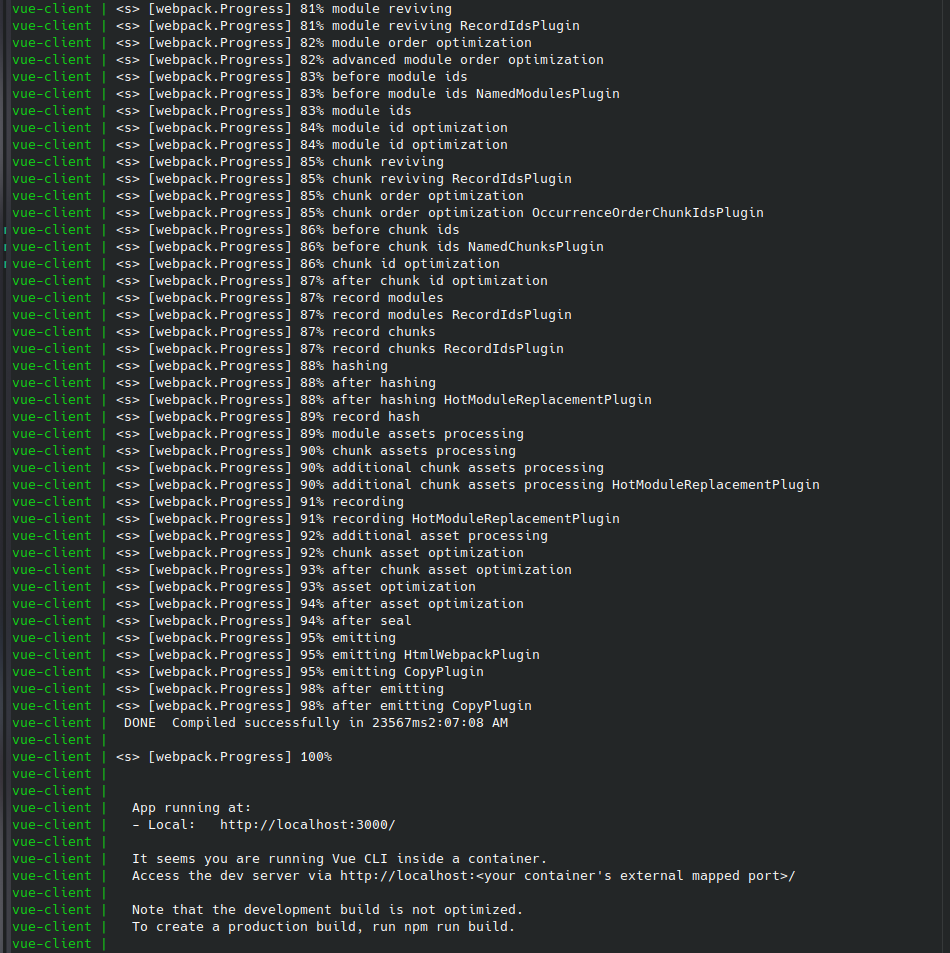 vue-client | <s> [webpack.Progress] 81% module reviving
vue-client | <s> [webpack.Progress] 81% module reviving RecordIdsPlugin
vue-client | <s> [webpack.Progress] 82% module order optimization
vue-client | <s> [webpack.Progress] 82% advanced module order optimization
vue-client | <s> [webpack.Progress] 83% before module ids
vue-client | <s> [webpack.Progress] 83% before module ids NamedModulesPlugin
vue-client | <s> [webpack.Progress] 83% module ids
vue-client | <s> [webpack.Progress] 84% module id optimization
vue-client | <s> [webpack.Progress] 84% module id optimization
vue-client | <s> [webpack.Progress] 85% chunk reviving
vue-client | <s> [webpack.Progress] 85% chunk reviving RecordIdsPlugin
vue-client | <s> [webpack.Progress] 85% chunk order optimization
vue-client | <s> [webpack.Progress] 85% chunk order optimization OccurrenceOrderChunkIdsPlugin
vue-client | <s> [webpack.Progress] 86% before chunk ids
vue-client | <s> [webpack.Progress] 86% before chunk ids NamedChunksPlugin
vue-client | <s> [webpack.Progress] 86% chunk id optimization
vue-client | <s> [webpack.Progress] 87% after chunk id optimization
vue-client | <s> [webpack.Progress] 87% record modules
vue-client | <s> [webpack.Progress] 87% record modules RecordIdsPlugin
vue-client | <s> [webpack.Progress] 87% record chunks
vue-client | <s> [webpack.Progress] 87% record chunks RecordIdsPlugin
vue-client | <s> [webpack.Progress] 88% hashing
vue-client | <s> [webpack.Progress] 88% after hashing
vue-client | <s> [webpack.Progress] 88% after hashing HotModuleReplacementPlugin
vue-client | <s> [webpack.Progress] 89% record hash
vue-client | <s> [webpack.Progress] 89% module assets processing
vue-client | <s> [webpack.Progress] 90% chunk assets processing
vue-client | <s> [webpack.Progress] 90% additional chunk assets processing
vue-client | <s> [webpack.Progress] 90% additional chunk assets processing HotModuleReplacementPlugin
vue-client | <s> [webpack.Progress] 91% recording
vue-client | <s> [webpack.Progress] 91% recording HotModuleReplacementPlugin
vue-client | <s> [webpack.Progress] 92% additional asset processing
vue-client | <s> [webpack.Progress] 92% chunk asset optimization
vue-client | <s> [webpack.Progress] 93% after chunk asset optimization
vue-client | <s> [webpack.Progress] 93% asset optimization
vue-client | <s> [webpack.Progress] 94% after asset optimization
vue-client | <s> [webpack.Progress] 94% after seal
vue-client | <s> [webpack.Progress] 95% emitting
vue-client | <s> [webpack.Progress] 95% emitting HtmlWebpackPlugin
vue-client | <s> [webpack.Progress] 95% emitting CopyPlugin
vue-client | <s> [webpack.Progress] 98% after emitting
vue-client | <s> [webpack.Progress] 98% after emitting CopyPlugin
vue-client |  DONE  Compiled successfully in 23567ms2:07:08 AM
vue-client |
vue-client | <s> [webpack.Progress] 100%
vue-client |
vue-client |
vue-client |   App running at:
vue-client |   - Local:   http://localhost:3000/
vue-client |
vue-client |   It seems you are running Vue CLI inside a container.
vue-client |   Access the dev server via http://localhost:<your container's external mapped port>/
vue-client |
vue-client |   Note that the development build is not optimized.
vue-client |   To create a production build, run npm run build.
vue-client |